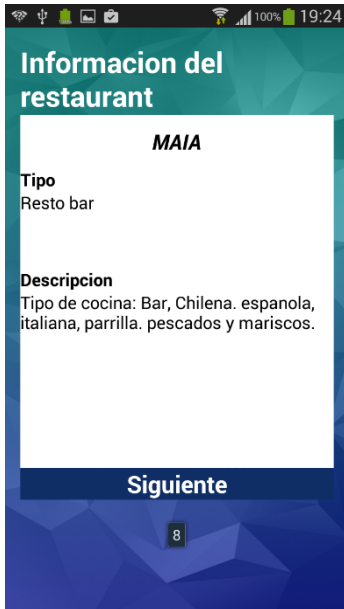 100% 19:24
Informacion del
restaurant
MAIA
Tipo
Resto bar
Descripcion
Tipo de cocina: Bar, Chilena. espanola,
italiana, parrilla. pescados y mariscos.
Siguiente
8